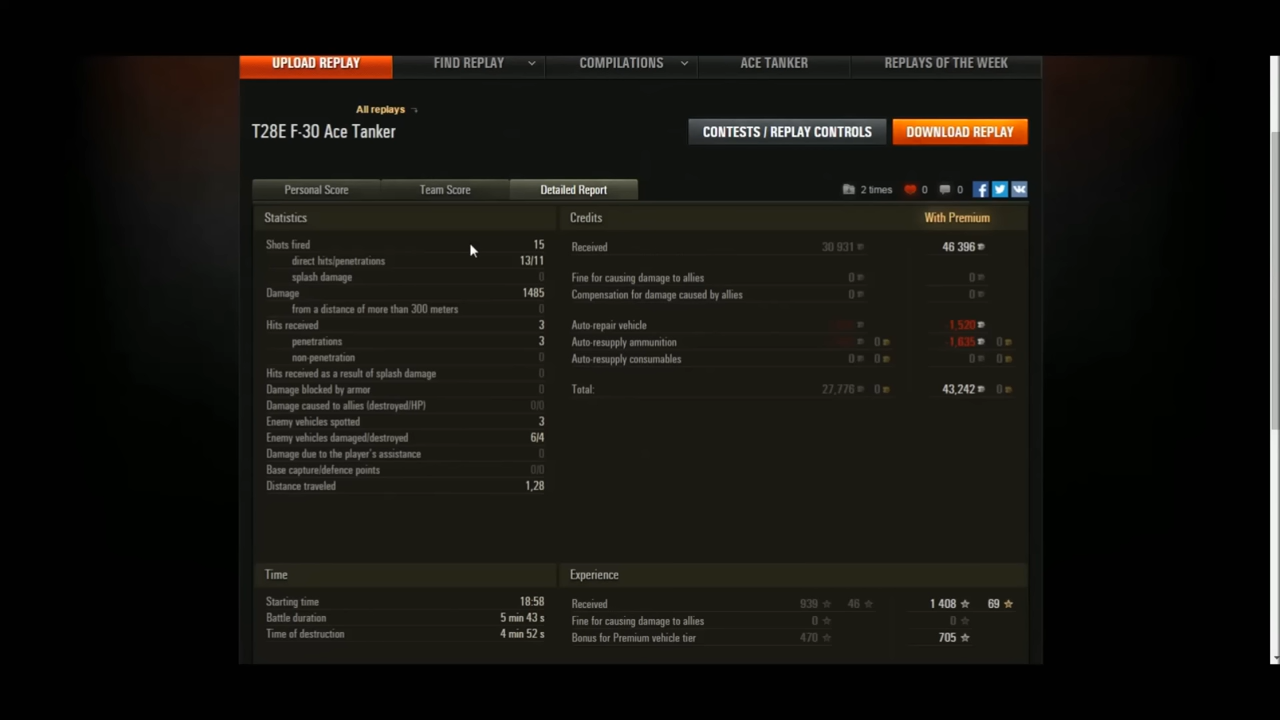 UPLOAD REPLAY FIND REPLAY COMPILATIONS ACE TANKER REPLAYS OF THE WEEK
All replays
T28E F-30 Ace Tanker CONTESTS / REPLAY CONTROLS DOWNLOAD REPLAY
Personal Score Team Score Detailed Report 2 times 0 0
Statistics Credits With Premium
Shots fired 15 Received 30 931 46 396
direct hits/penetrations 13/11
splash damage 0 Fine for causing damage to allies 0 0
Damage 1485 Compensation for damage caused by allies 0 0
from a distance of more than 300 meters 0
Hits received 3 Auto-repair vehicle -1,520
penetrations 3 Auto-resupply ammunition 0 -1,635 0
non-penetration 0 Auto-resupply consumables 0 0 0 0
Hits received as a result of splash damage 0
Damage blocked by armor 0 Total: 27,776 0 43,242 0
Damage caused to allies (destroyed/HP) 0/0
Enemy vehicles spotted 3
Enemy vehicles damaged/destroyed 6/4
Damage due to the player's assistance 0
Base capture/defence points 0/0
Distance traveled 1,28
Time Experience
Starting time 18:58 Received 939 46 1 408 69
Battle duration 5 min 43 s Fine for causing damage to allies 0 0
Time of destruction 4 min 52 s Bonus for Premium vehicle tier 470 705